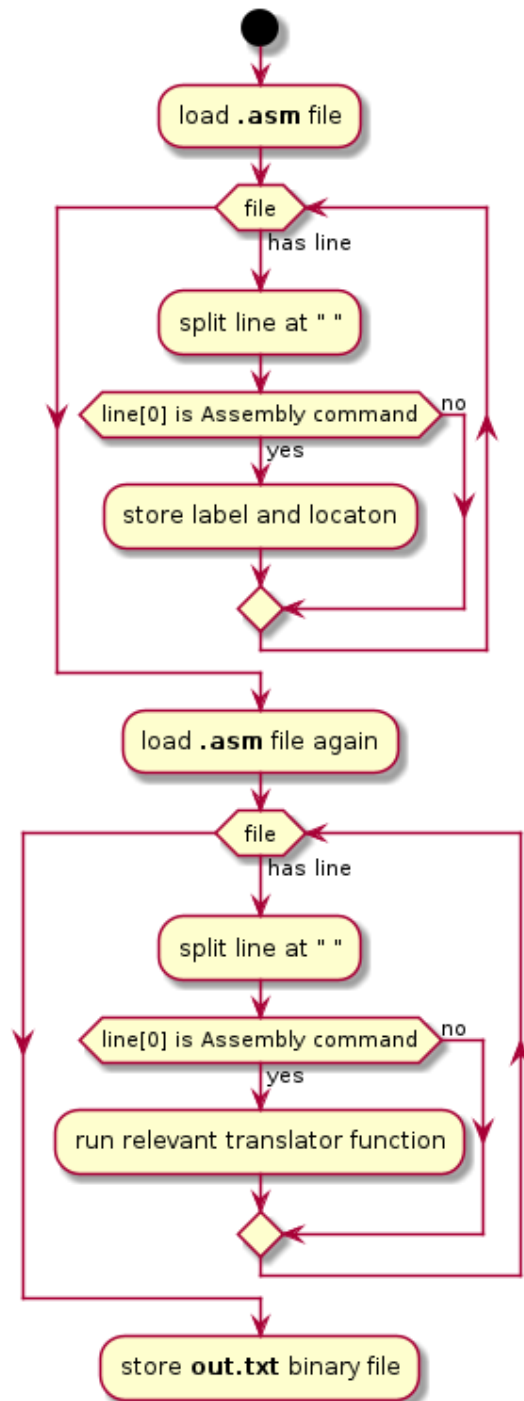 load .asm file
file
has line
split line at " "
line[0] is Assembly command
no
yes
store label and locaton
load .asm file again
file
has line
split line at " "
line[0] is Assembly command
no
yes
run relevant translator function
store out.txt binary file